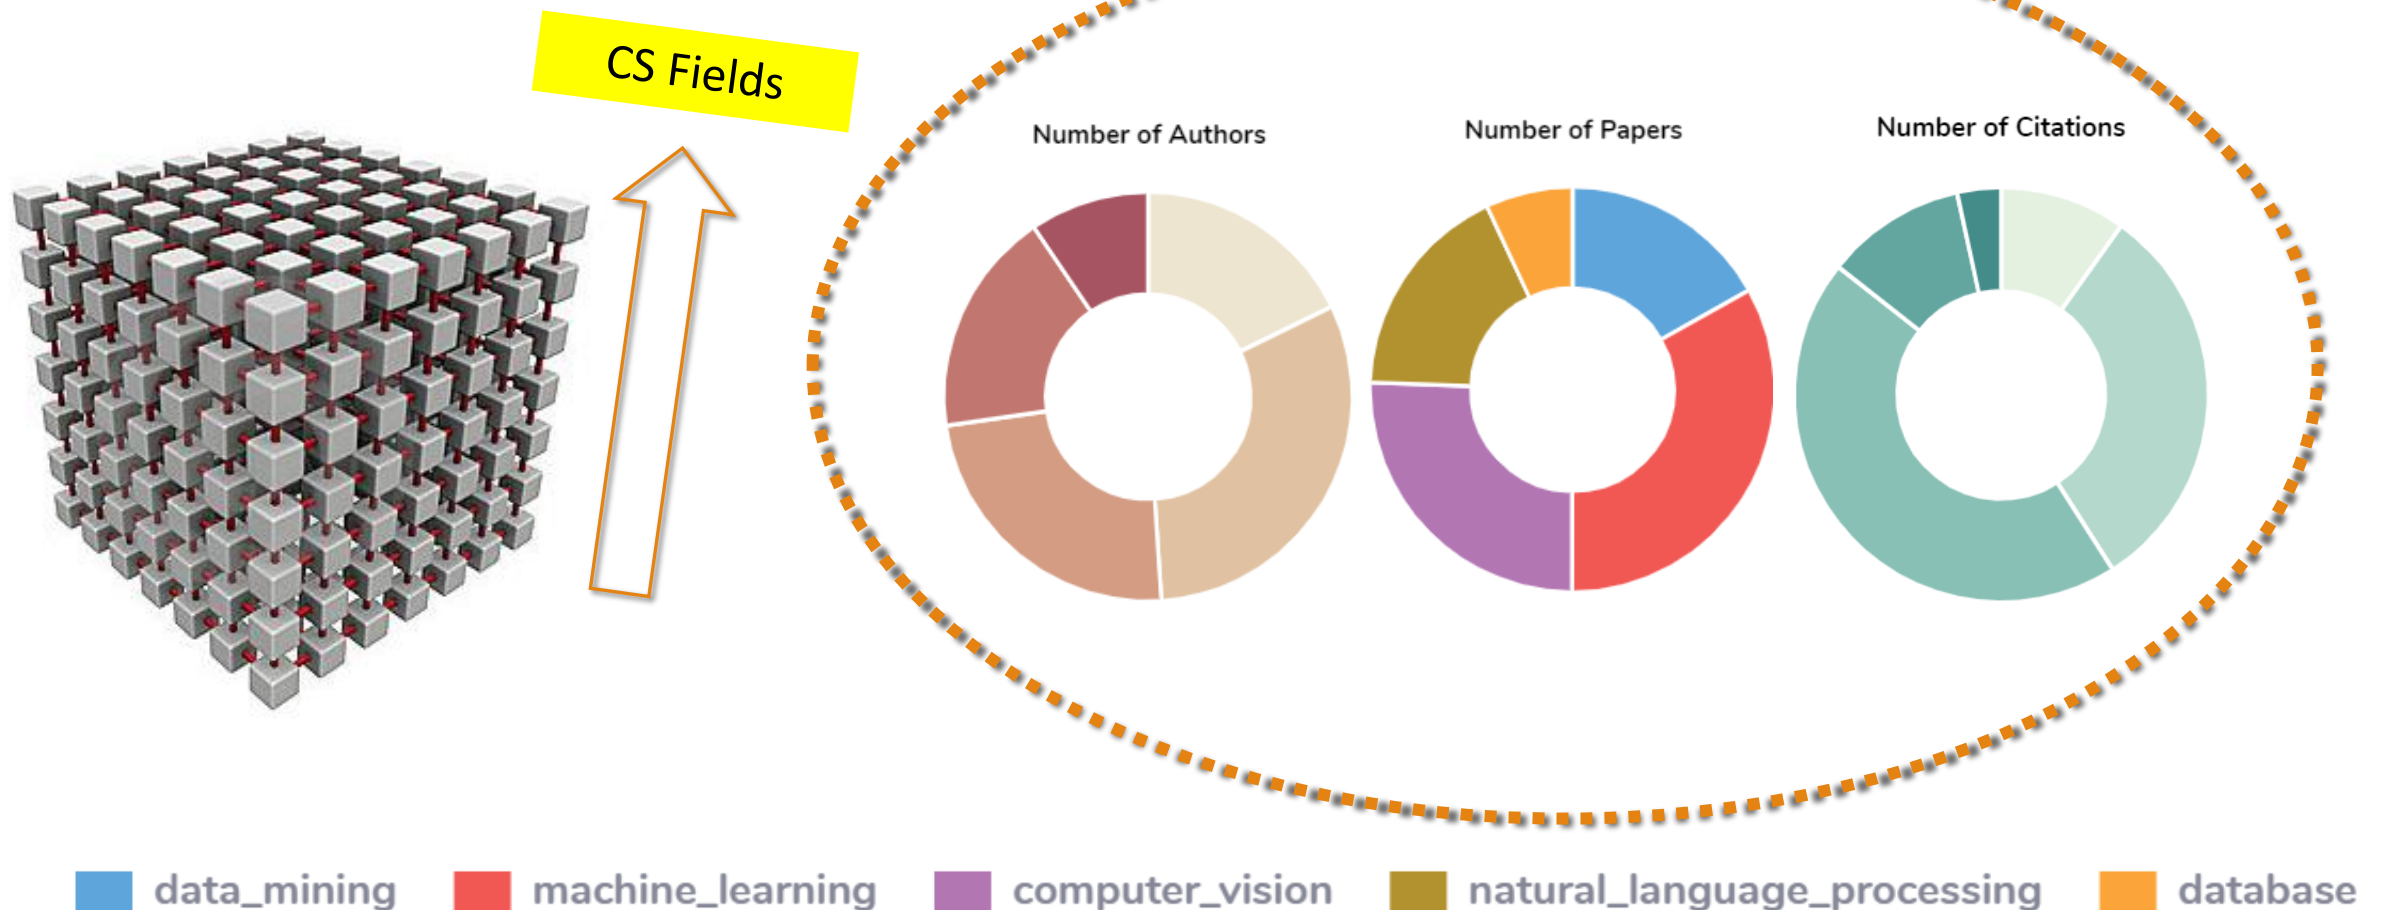 CS Fields
Number of Authors
Number of Papers
Number of Citations
data_mining
machine_learning
computer_vision
natural_language_processing
database